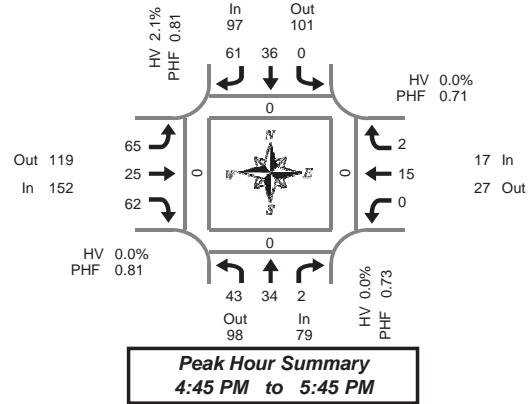 HV 2.1%
PHF 0.81
In Out
97 101
61 36 0
HV 0.0%
PHF 0.71
0
65
25
62
Out 119
In 152
0
N
W E
S
0
2
15
0
17 In
27 Out
0
HV 0.0%
PHF 0.81
43 34 2
Out In
98 79
HV 0.0%
PHF 0.73
Peak Hour Summary
4:45 PM to 5:45 PM